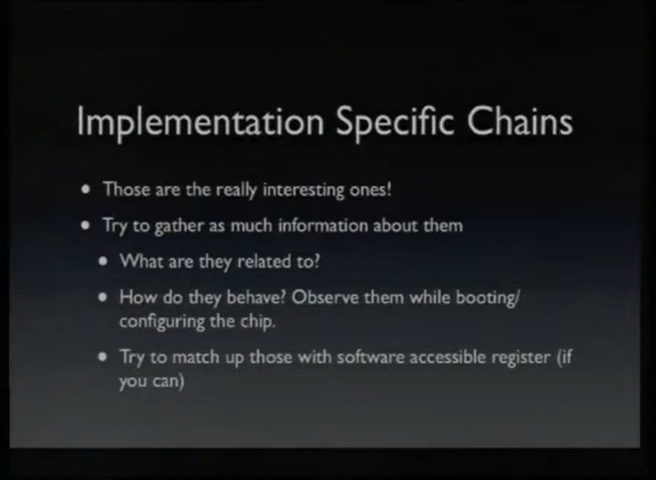 Implementation Specific Chains
• Those are the really interesting ones!
• Try to gather as much information about them
• What are they related to?
• How do they behave? Observe them while booting/
configuring the chip.
• Try to match up those with software accessible register (if
you can)